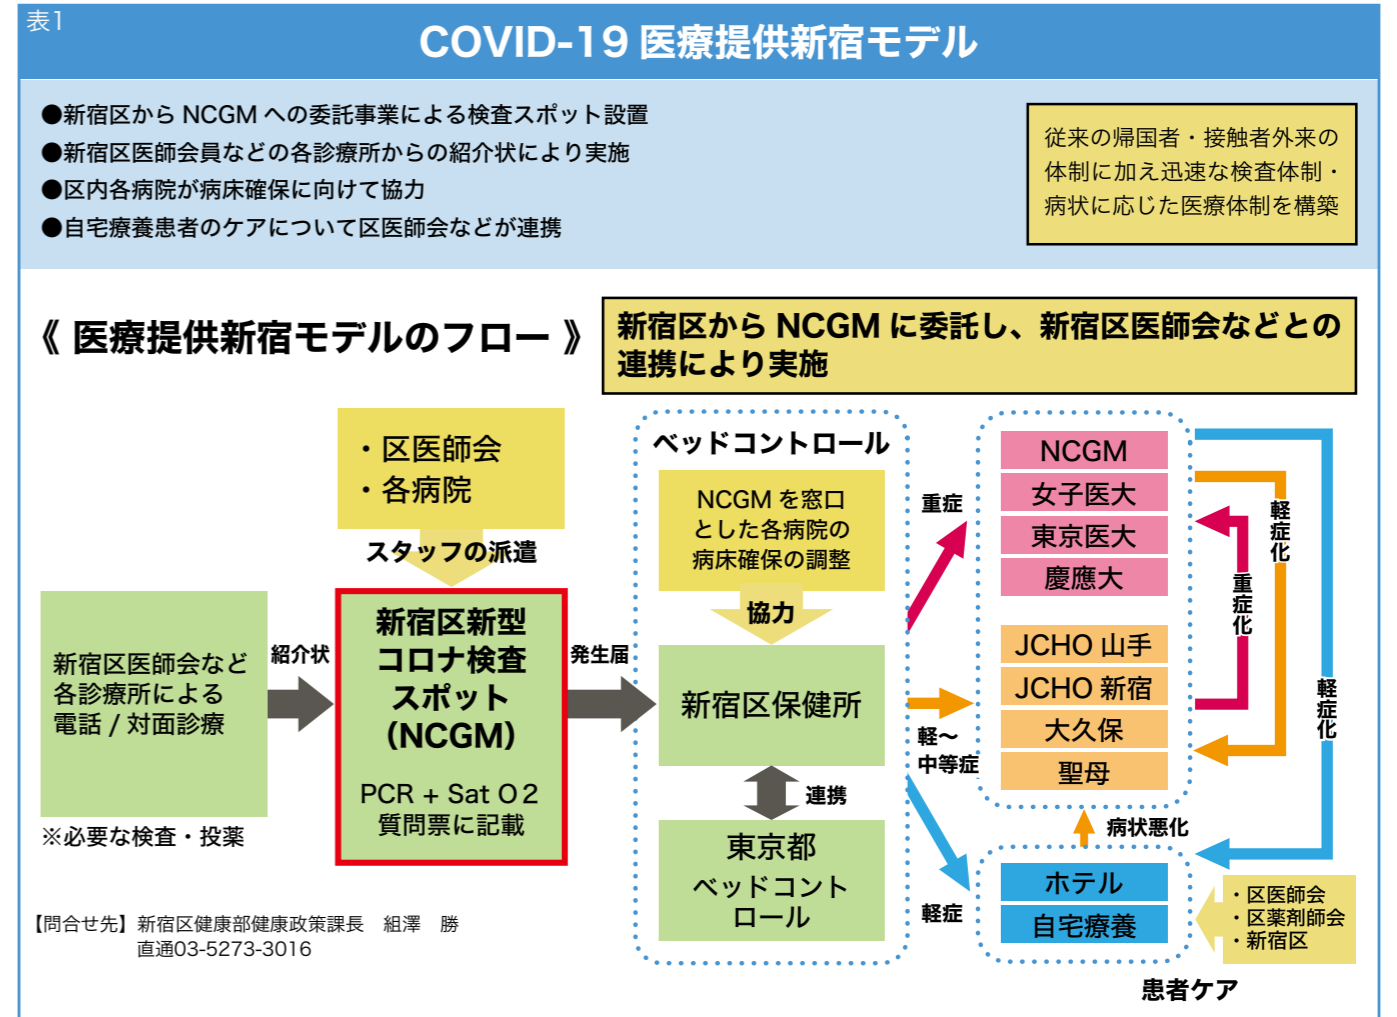 表1
COVID-19 医療提供新宿モデル
●新宿区から NCGM への委託事業による検査スポット設置
●新宿区医師会員などの各診療所からの紹介状により実施
●区内各病院が病床確保に向けて協力
●自宅療養患者のケアについて区医師会などが連携
従来の帰国者・接触者外来の
体制に加え迅速な検査体制・
病状に応じた医療体制を構築
《 医療提供新宿モデルのフロー 》
新宿区から NCGM に委託し、新宿区医師会などとの
連携により実施
・区医師会
・各病院
スタッフの派遣
新宿区医師会など
各診療所による
電話 / 対面診療
※必要な検査・投薬
紹介状
新宿区新型
コロナ検査
スポット
（NCGM）
PCR + Sat O 2
質問票に記載
発生届
ベッドコントロール
NCGM を窓口
とした各病院の
病床確保の調整
協力
新宿区保健所
連携
東京都
ベッドコント
ロール
重症
軽〜
中等症
軽症
NCGM
女子医大
東京医大
慶應大
JCHO 山手
JCHO 新宿
大久保
聖母
軽症化
重症化
軽症化
病状悪化
ホテル
自宅療養
・区医師会
・区薬剤師会
・新宿区
患者ケア
【問合せ先】新宿区健康部健康政策課長　組澤　勝
直通03-5273-3016